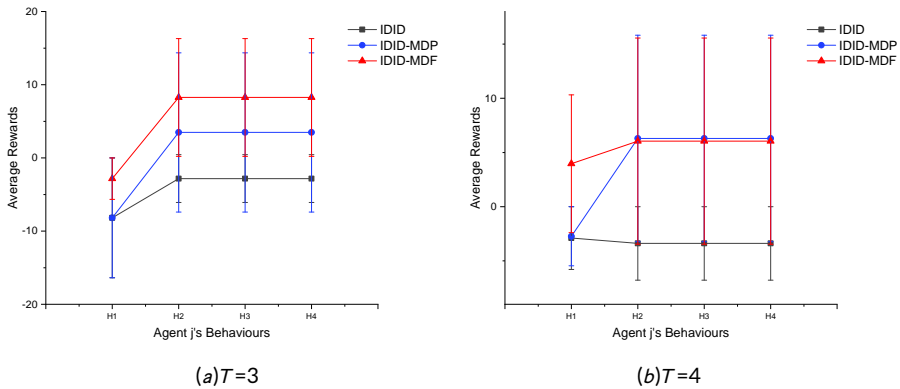 20
10
0
-10
-20
Average Rewards
H1 H2 H3 H4
Agent j's Behaviours
IDID
IDID-MDP
IDID-MDF
(a)T=3
10
0
Average Rewards
H1 H2 H3 H4
Agent j's Behaviours
IDID
IDID-MDP
IDID-MDF
(b)T=4